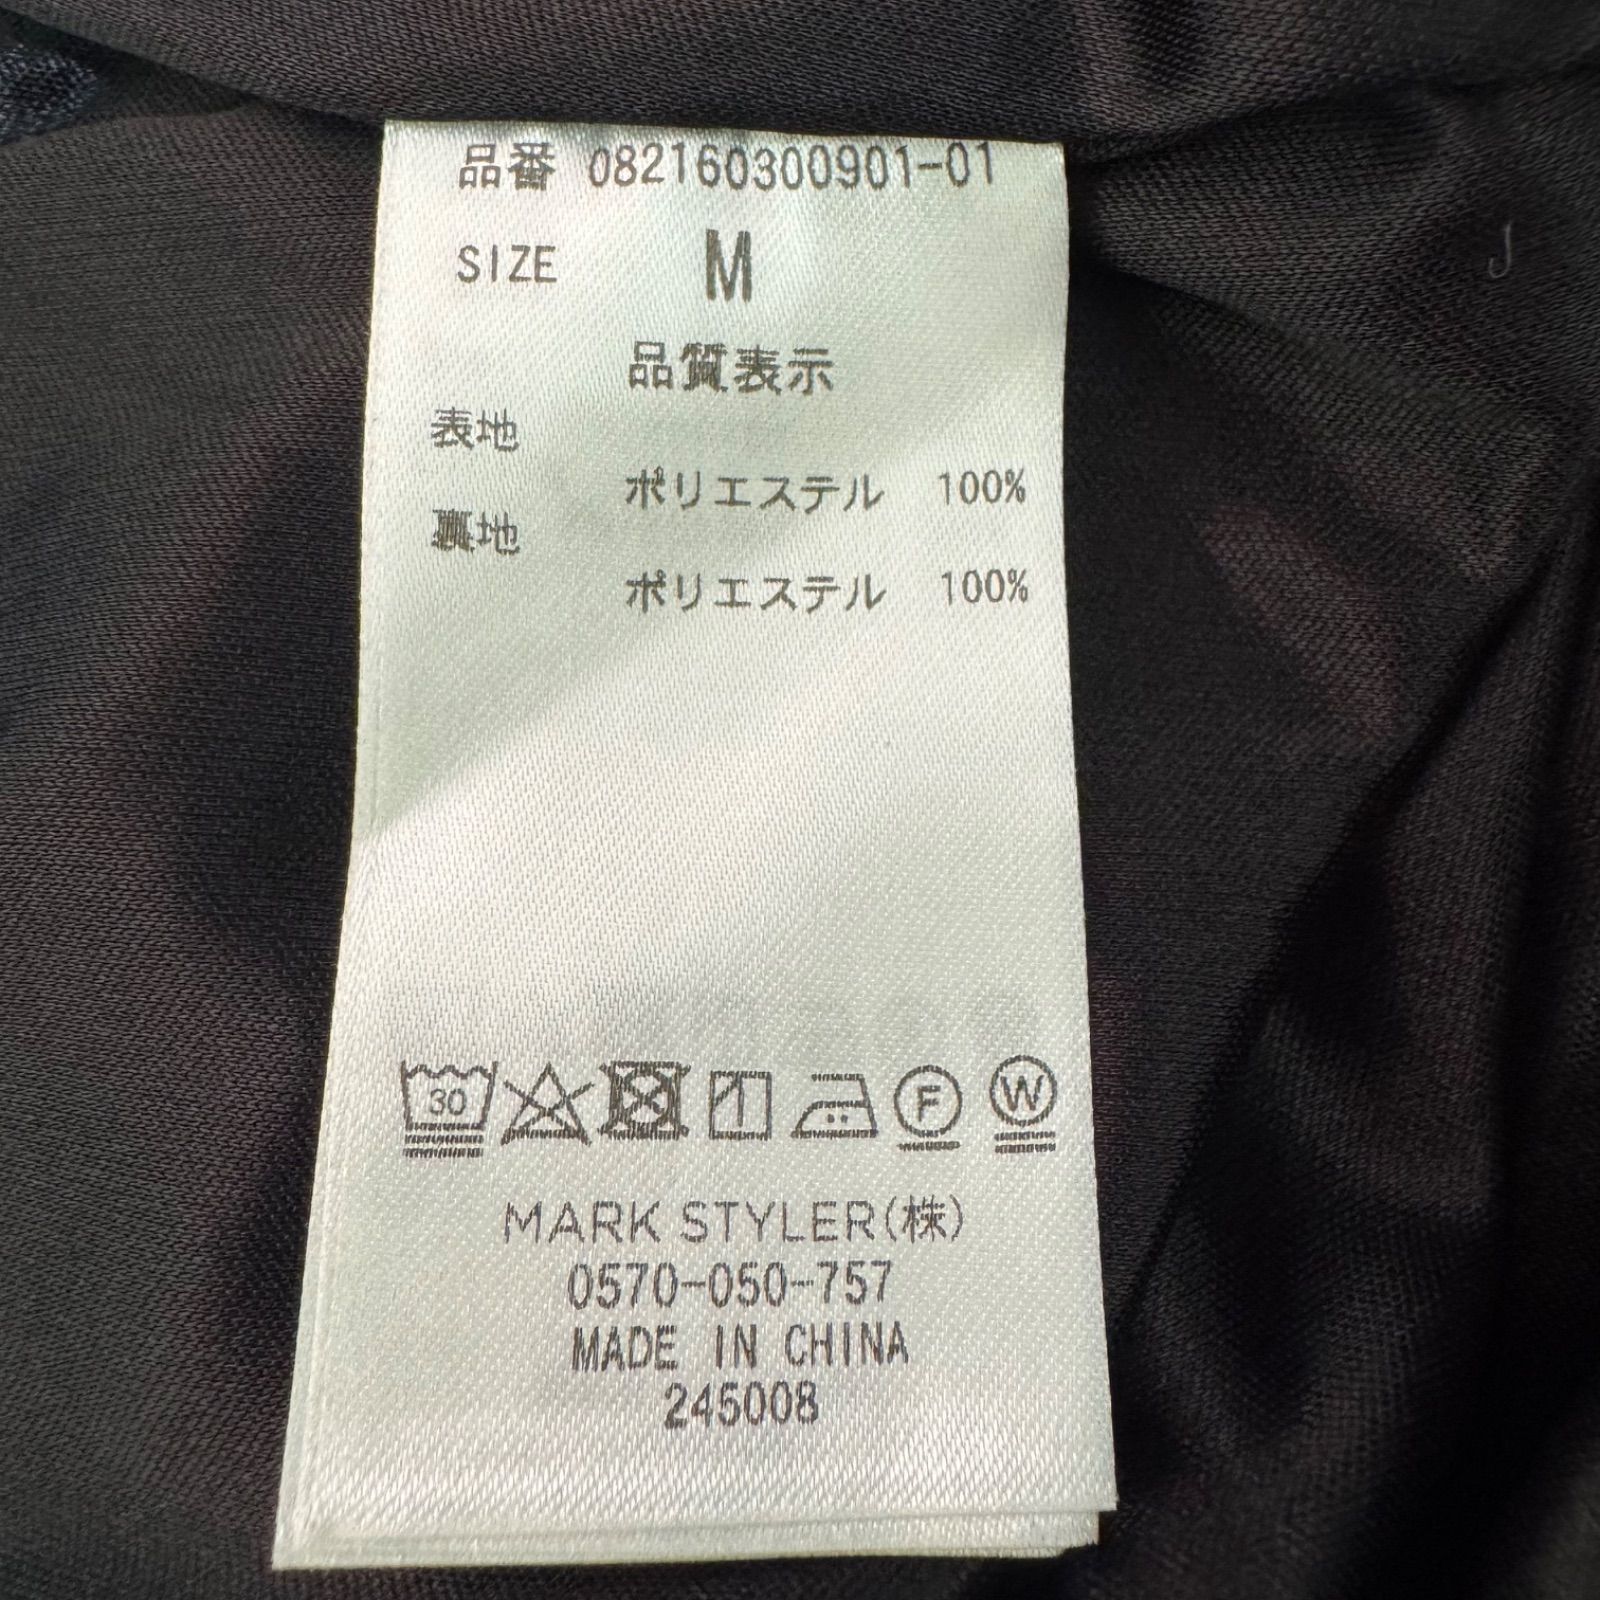 品番 082160300901-01
SIZE M
品質表示
表地
ポリエステル 100%
裏地
ポリエステル 100%
30 F W
MARK STYLER(株)
0570-050-757
MADE IN CHINA
245008